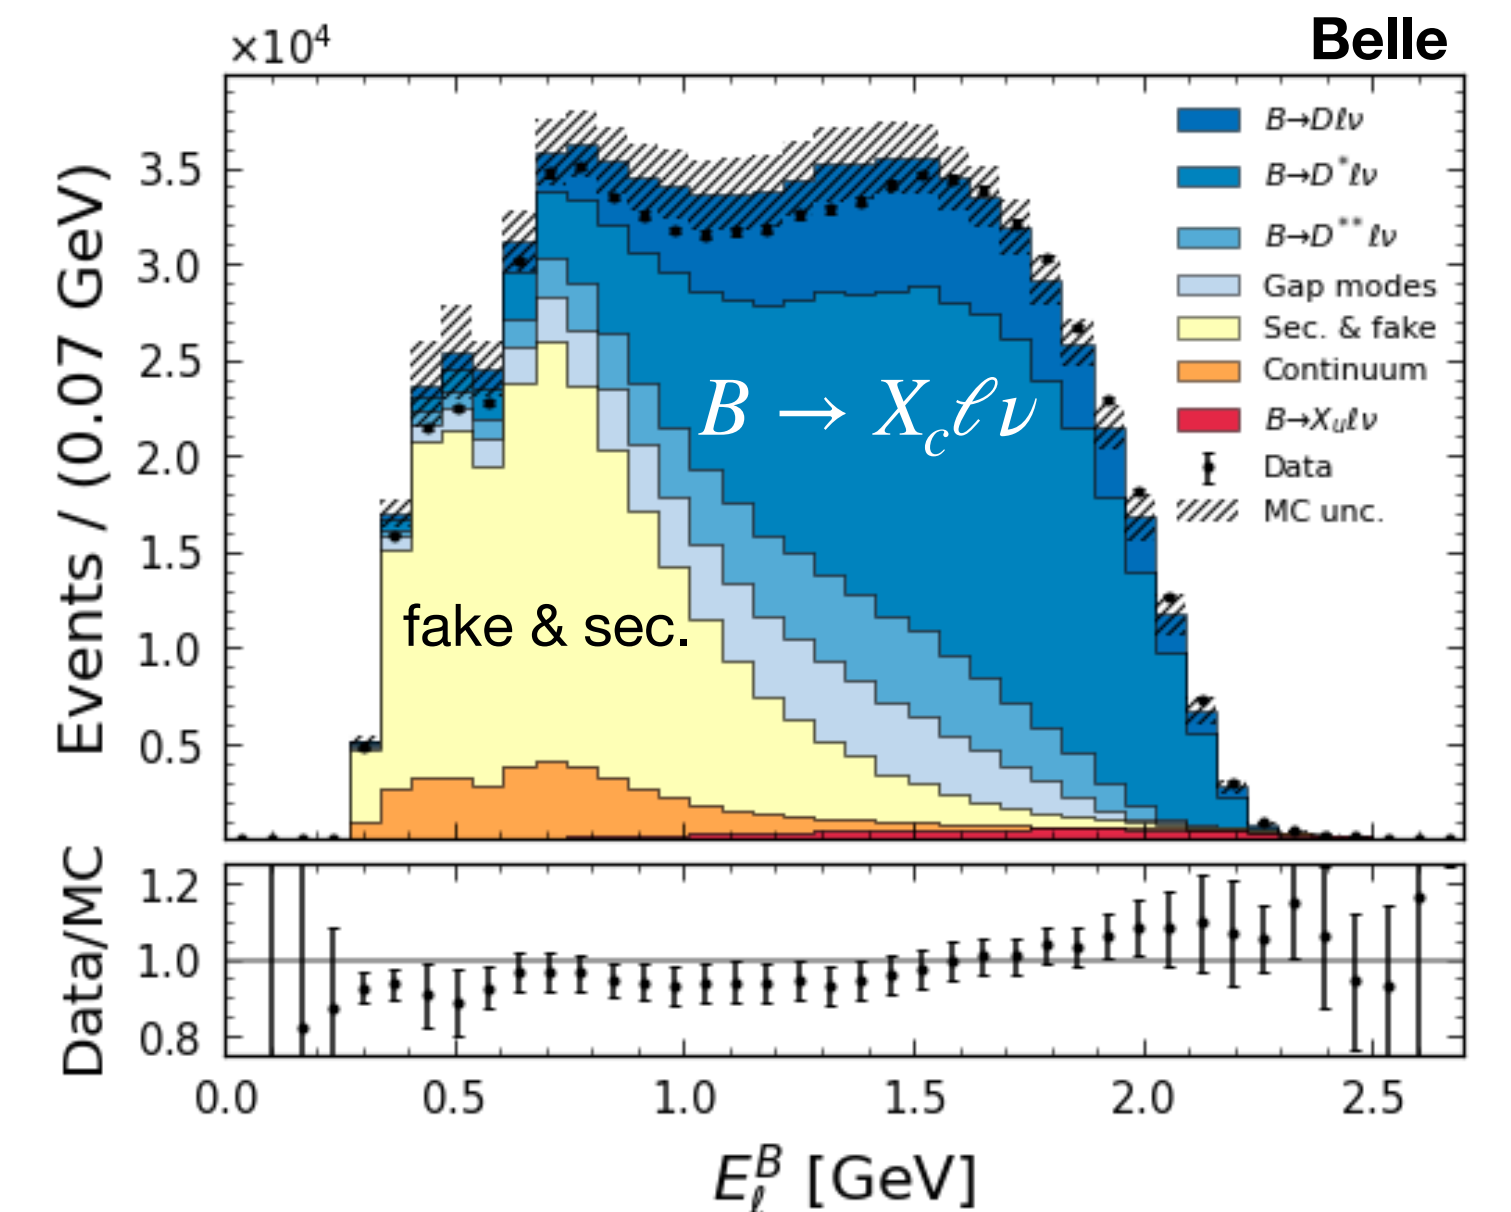 ×10⁴
Belle
Events / (0.07 GeV)
3.5
3.0
2.5
2.0
1.5
1.0
0.5
B→Dℓν
B→D*ℓν
B→D**ℓν
Gap modes
Sec. & fake
Continuum
B→Xᵤℓν
Data
MC unc.
B → X_c ℓ ν
fake & sec.
Data/MC
1.2
1.0
0.8
0.0 0.5 1.0 1.5 2.0 2.5
E_ℓ^B [GeV]